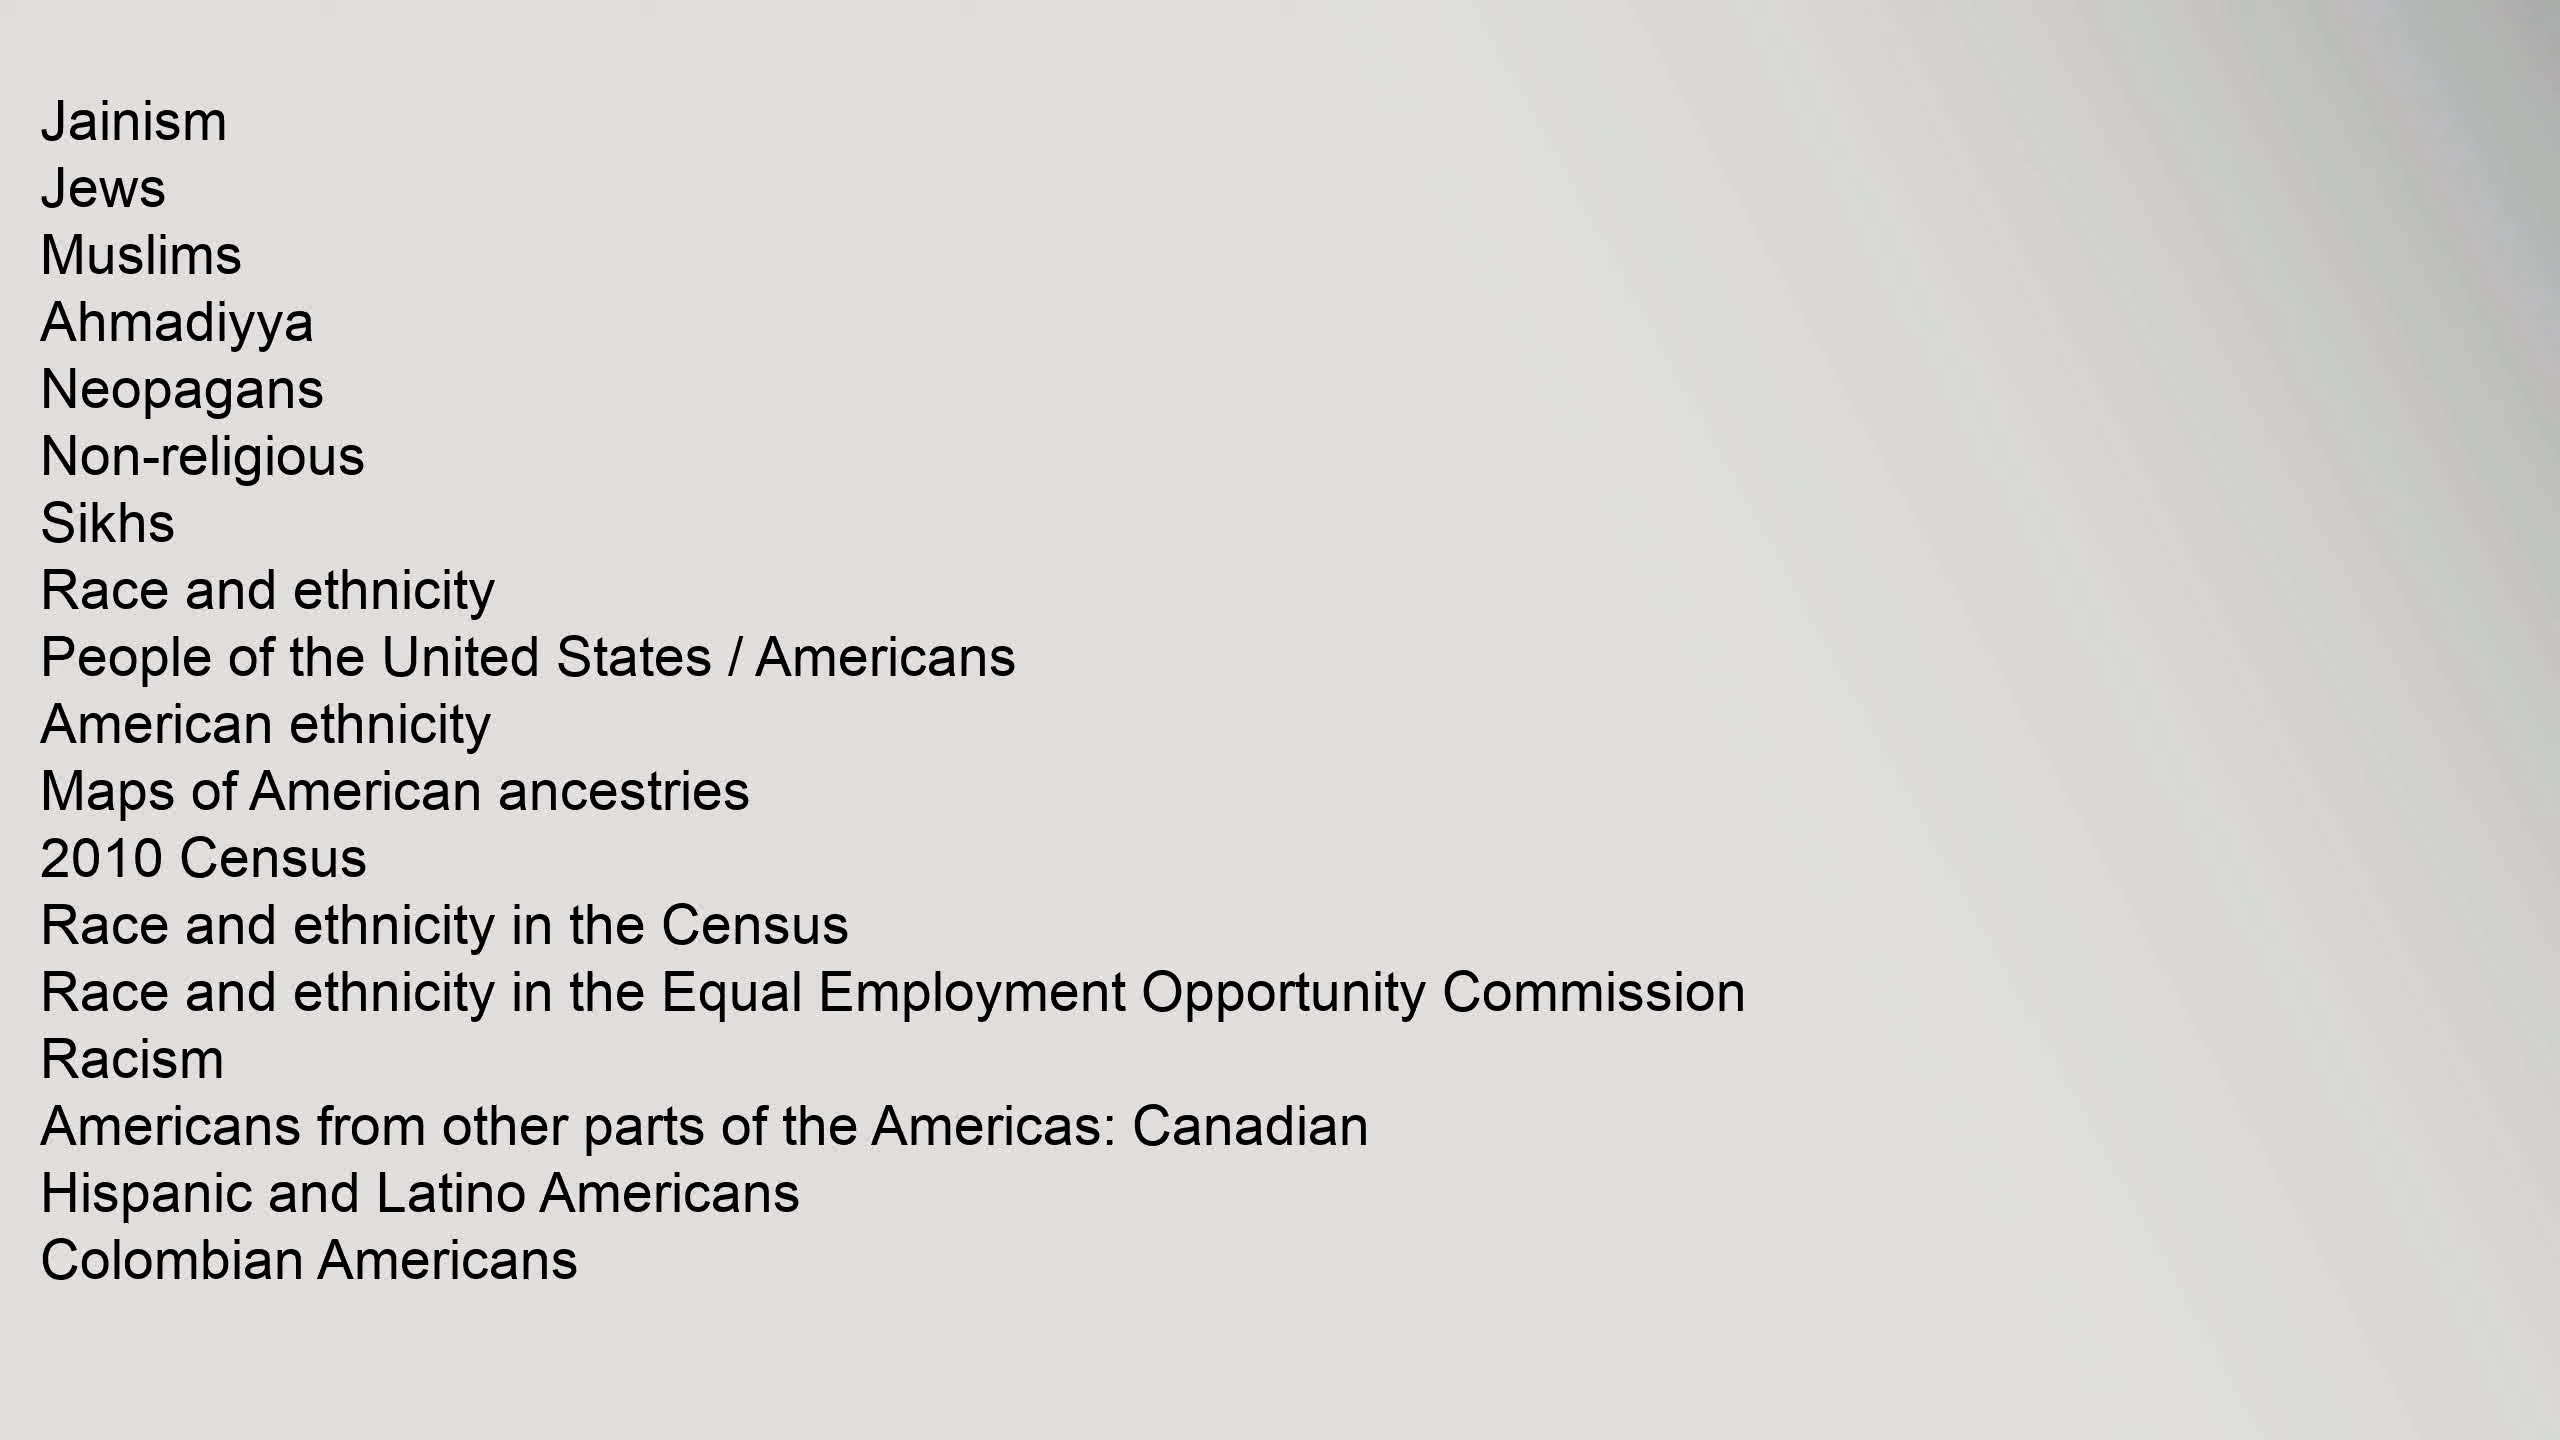 Jainism
Jews
Muslims
Ahmadiyya
Neopagans
Non-religious
Sikhs
Race and ethnicity
People of the United States / Americans
American ethnicity
Maps of American ancestries
2010 Census
Race and ethnicity in the Census
Race and ethnicity in the Equal Employment Opportunity Commission
Racism
Americans from other parts of the Americas: Canadian
Hispanic and Latino Americans
Colombian Americans